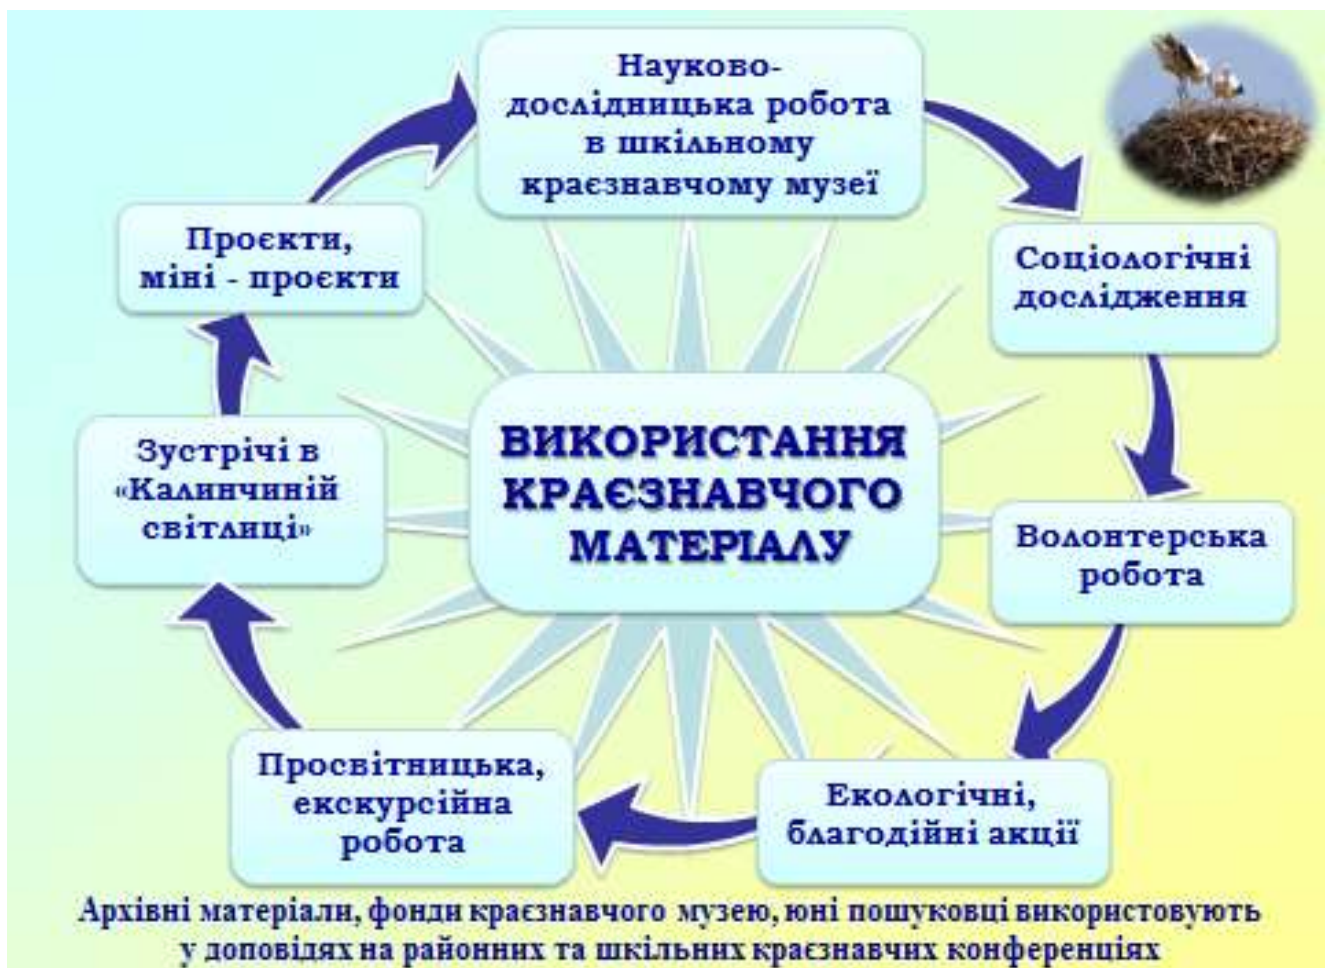 Науково-
дослідницька робота
в шкільному
краєзнавчому музеї
Соціологічні
дослідження
Волонтерська
робота
Екологічні,
благодійні акції
Просвітницька,
екскурсійна
робота
Зустрічі в
«Калинчиній
світлиці»
Проєкти,
міні - проєкти
ВИКОРИСТАННЯ
КРАЄЗНАВЧОГО
МАТЕРІАЛУ
Архівні матеріали, фонди краєзнавчого музею, юні пошуковці використовують
у доповідях на районних та шкільних краєзнавчих конференціях